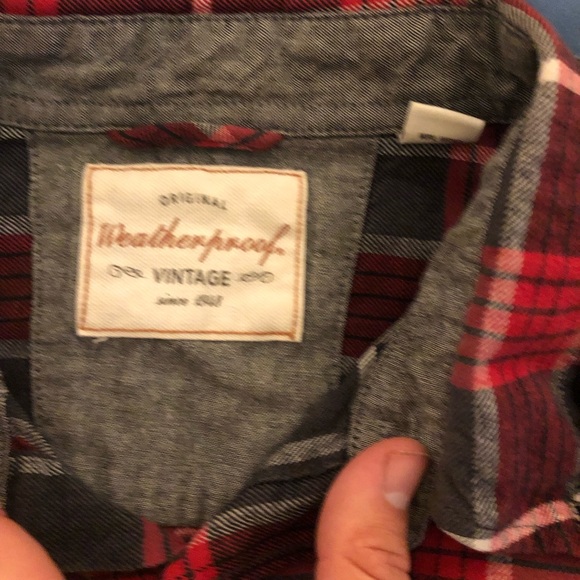 ORIGINAL
Weatherproof
VINTAGE
since 1948